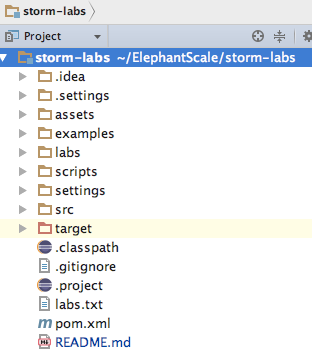 storm-labs
Project
storm-labs ~/ElephantScale/storm-labs
.idea
.settings
assets
examples
labs
scripts
settings
src
target
.classpath
.gitignore
.project
labs.txt
pom.xml
README.md